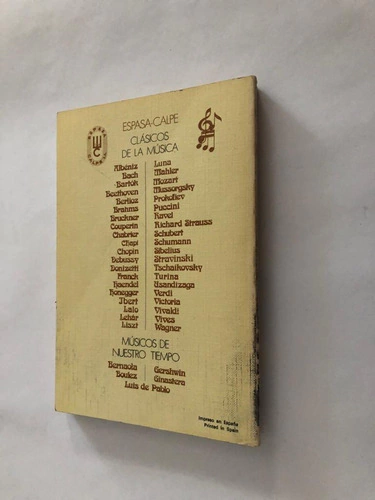 ESPASA-CALPE
CLÁSICOS
DE LA MÚSICA
Albéniz
Bach
Bartók
Beethoven
Berlioz
Brahms
Bruckner
Couperin
Chabrier
Chapí
Chopin
Debussy
Donizetti
Franck
Haendel
Honegger
Ibert
Lalo
Lehár
Liszt
Luna
Mahler
Mozart
Mussorgsky
Prokofiev
Puccini
Ravel
Richard Strauss
Schubert
Schumann
Sibelius
Stravinski
Tschaikovsky
Turina
Usandizaga
Verdi
Victoria
Vivaldi
Vives
Wagner
MÚSICOS DE
NUESTRO TIEMPO
Bernaola
Boulez
Gershwin
Ginastera
Luis de Pablo
Impreso en España
Printed in Spain